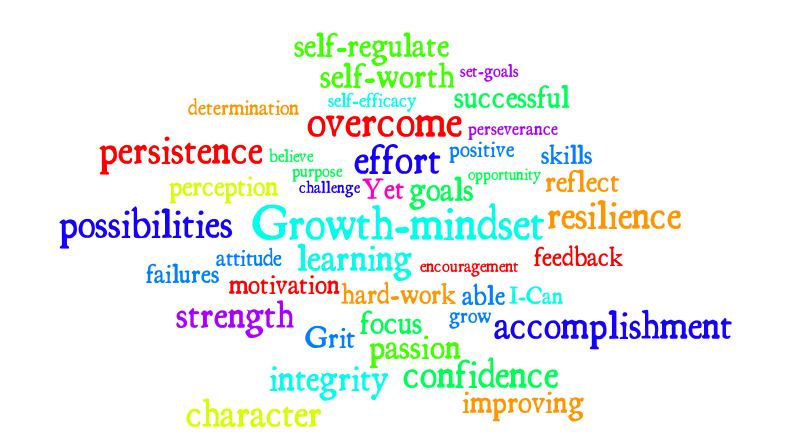 self-regulate
self-worth set-goals
determination self-efficacy successful
overcome perseverance
persistence believe effort positive skills
purpose opportunity
perception challenge Yet goals reflect
possibilities Growth-mindset resilience
attitude learning encouragement feedback
failures motivation hard-work able I-Can
strength Grit focus grow accomplishment
passion
integrity confidence
character improving